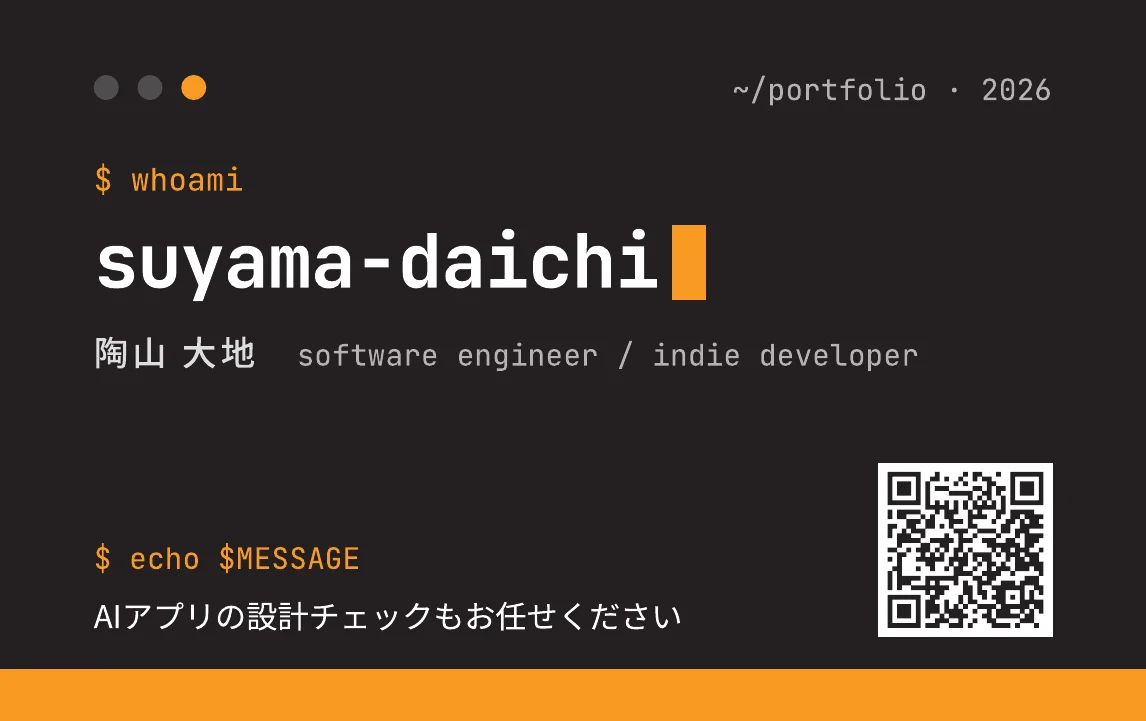 ~/portfolio · 2026
$ whoami
suyama-daichi
陶山 大地 software engineer / indie developer
$ echo $MESSAGE
AIアプリの設計チェックもお任せください